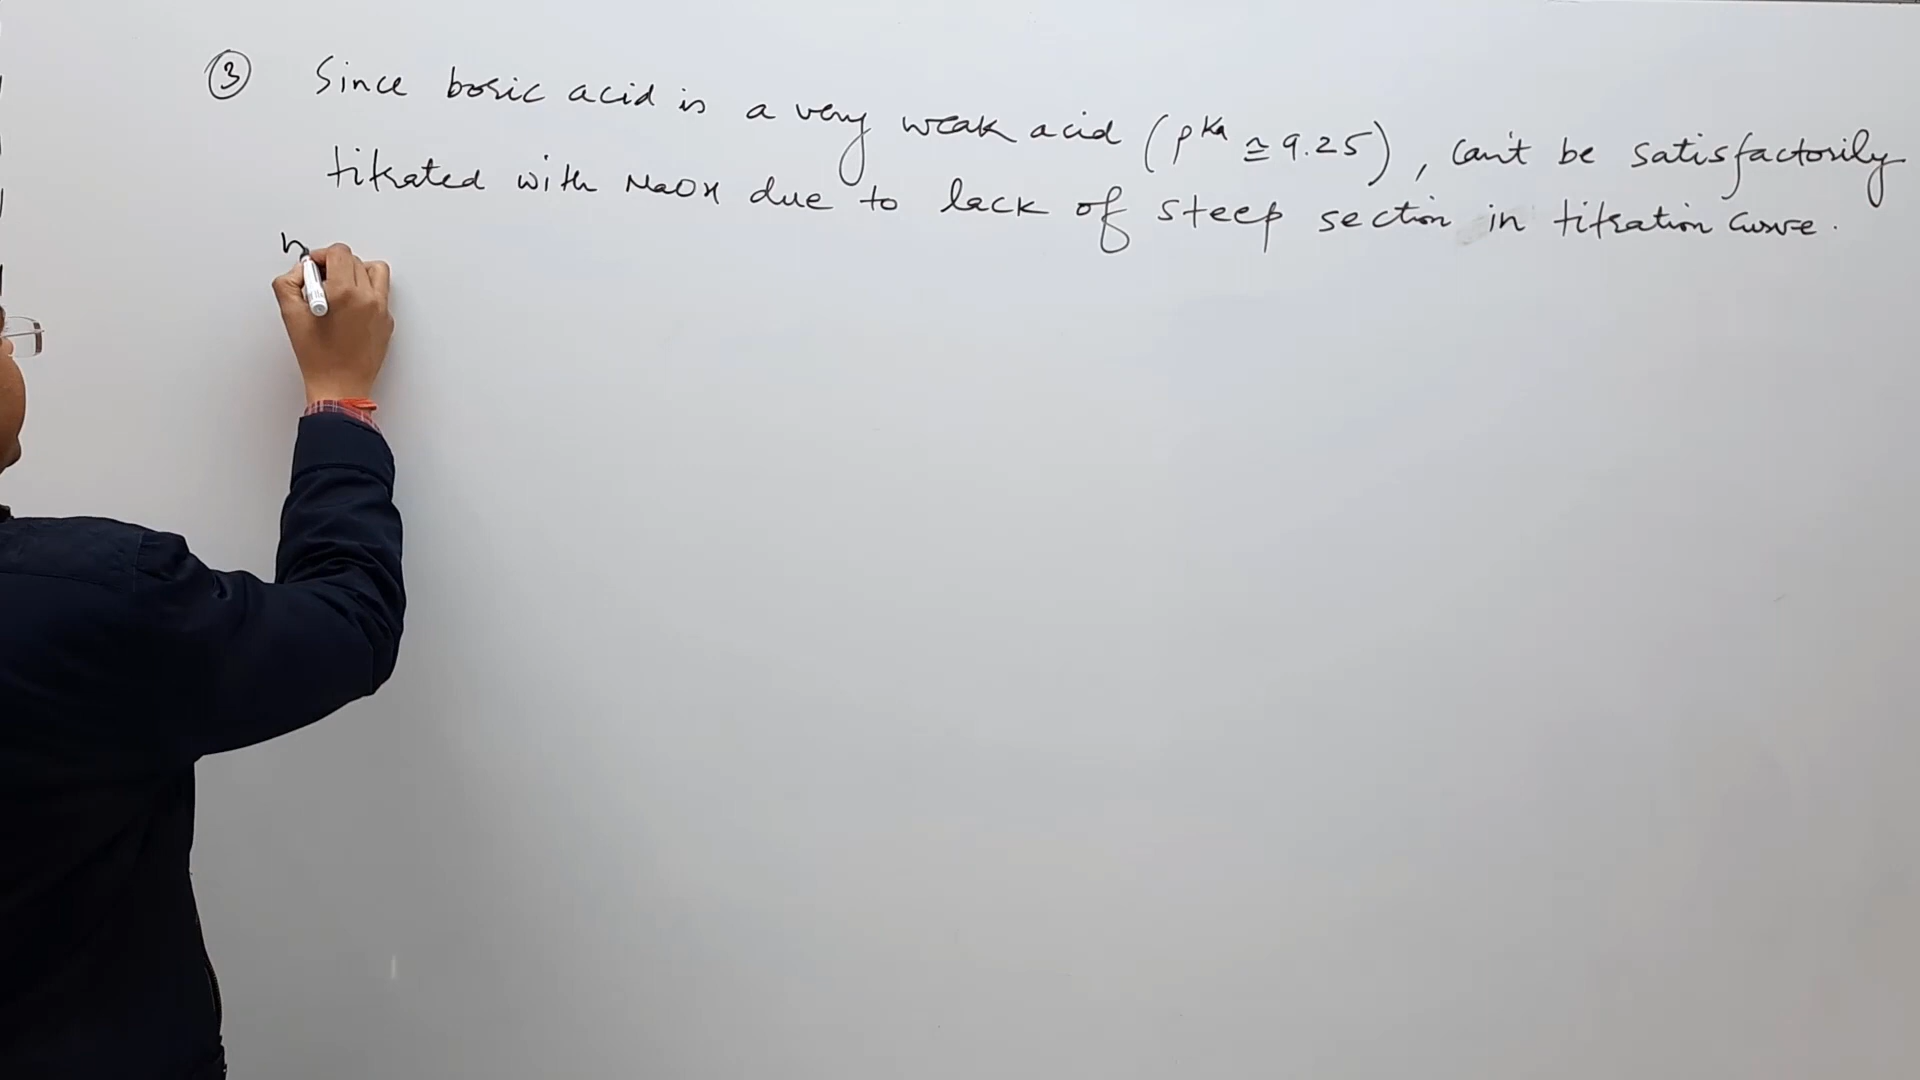 ③ Since boric acid is a very weak acid (pKa ≅ 9.25), can't be satisfactorily
titrated with NaOH due to lack of steep section in titration curve.